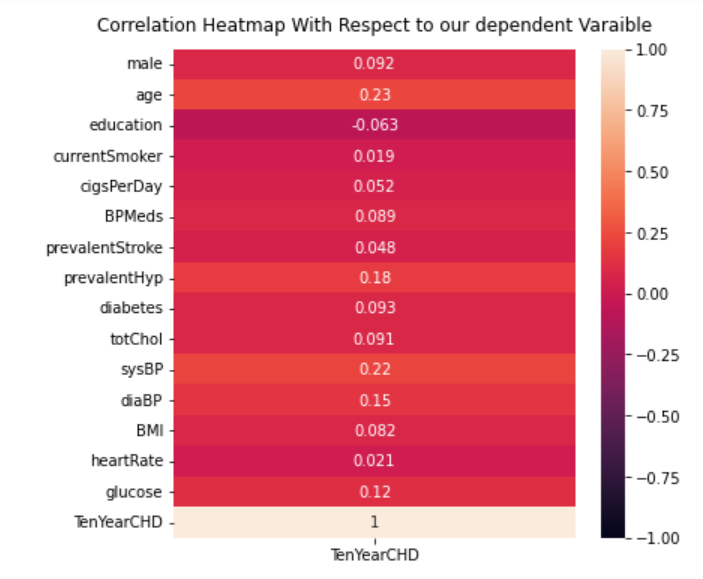 Correlation Heatmap With Respect to our dependent Varaible
male 0.092
age 0.23
education -0.063
currentSmoker 0.019
cigsPerDay 0.052
BPMeds 0.089
prevalentStroke 0.048
prevalentHyp 0.18
diabetes 0.093
totChol 0.091
sysBP 0.22
diaBP 0.15
BMI 0.082
heartRate 0.021
glucose 0.12
TenYearCHD 1
TenYearCHD
1.00
0.75
0.50
0.25
0.00
−0.25
−0.50
−0.75
−1.00